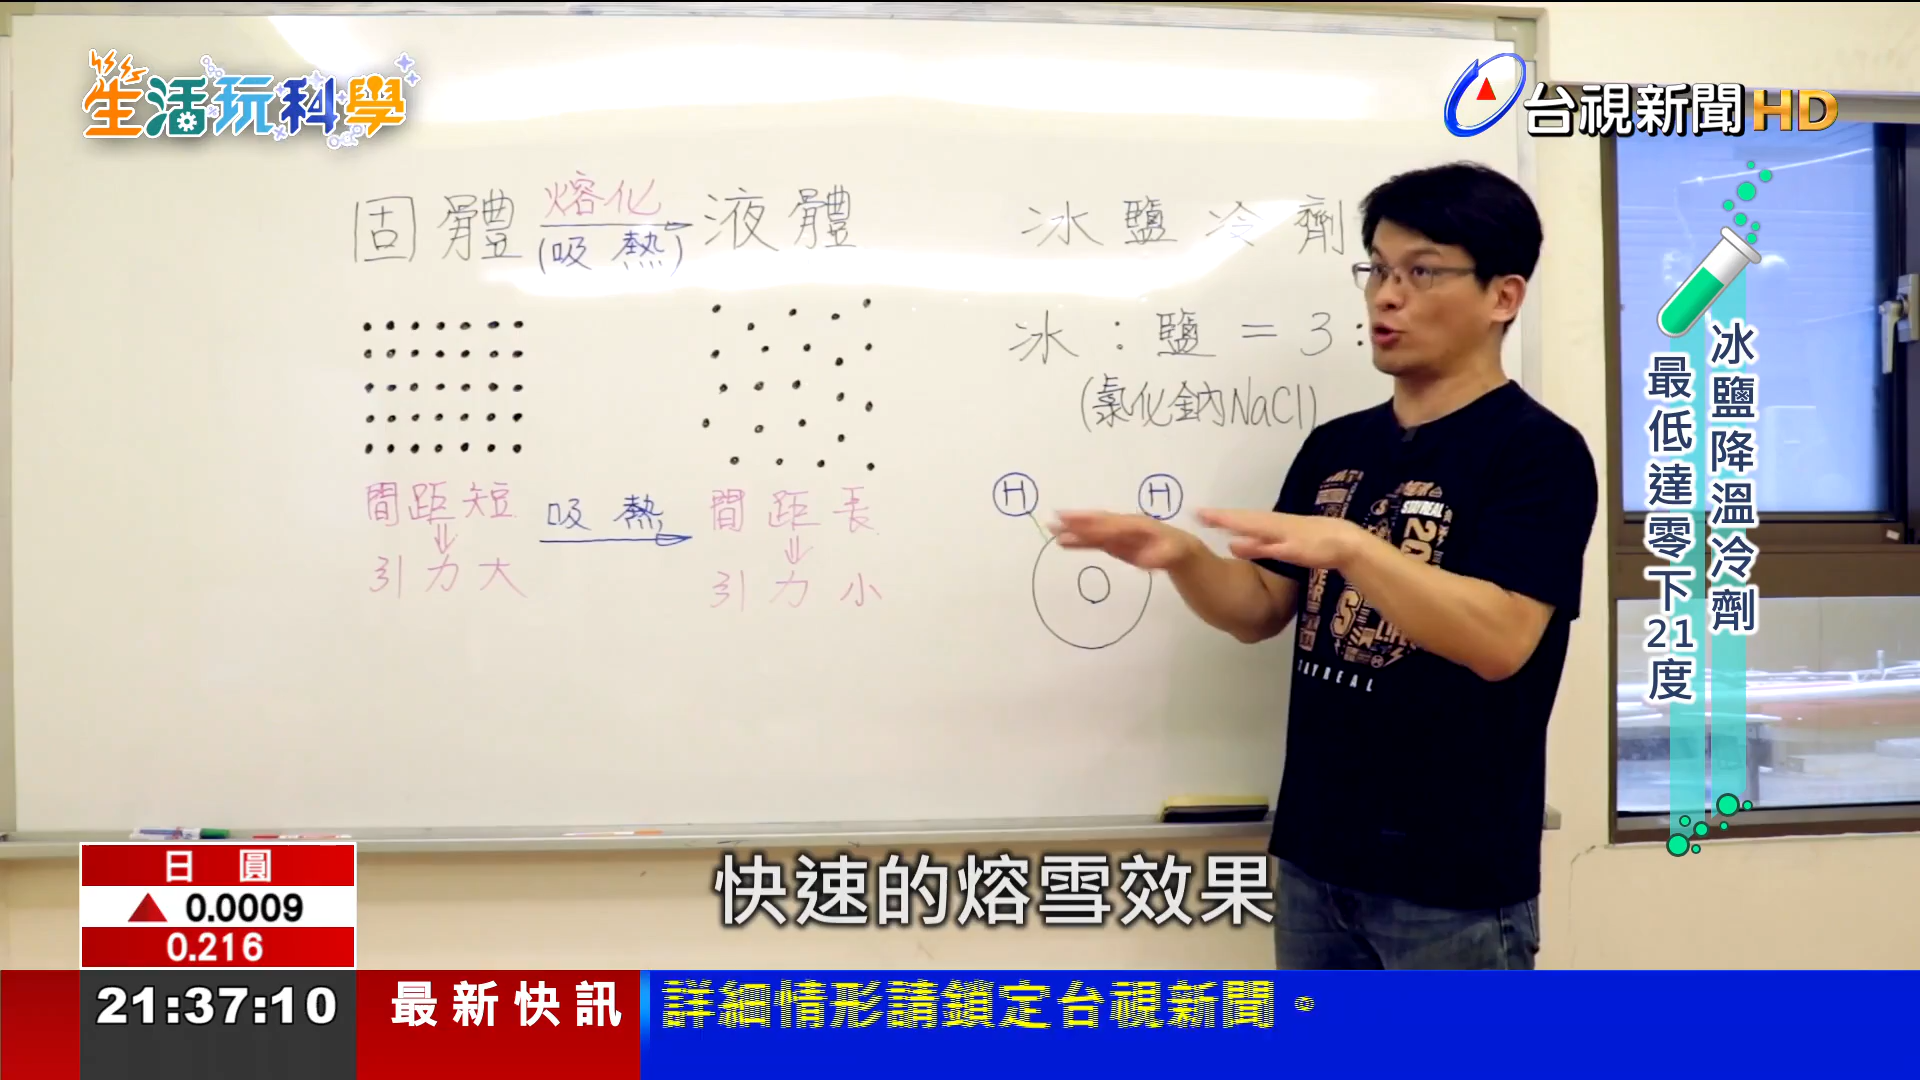 生活玩科學
台視新聞HD
固體 熔化 液體
(吸熱)
冰鹽冷劑
冰：鹽 = 3：
(氯化鈉NaCl)
間距短 吸熱 間距長
引力大 引力小
H H
O
STAY REAL
冰鹽降溫冷劑
最低達零下21度
快速的熔雪效果
日圓
▲ 0.0009
0.216
21:37:10
最新快訊
詳細情形請鎖定台視新聞。